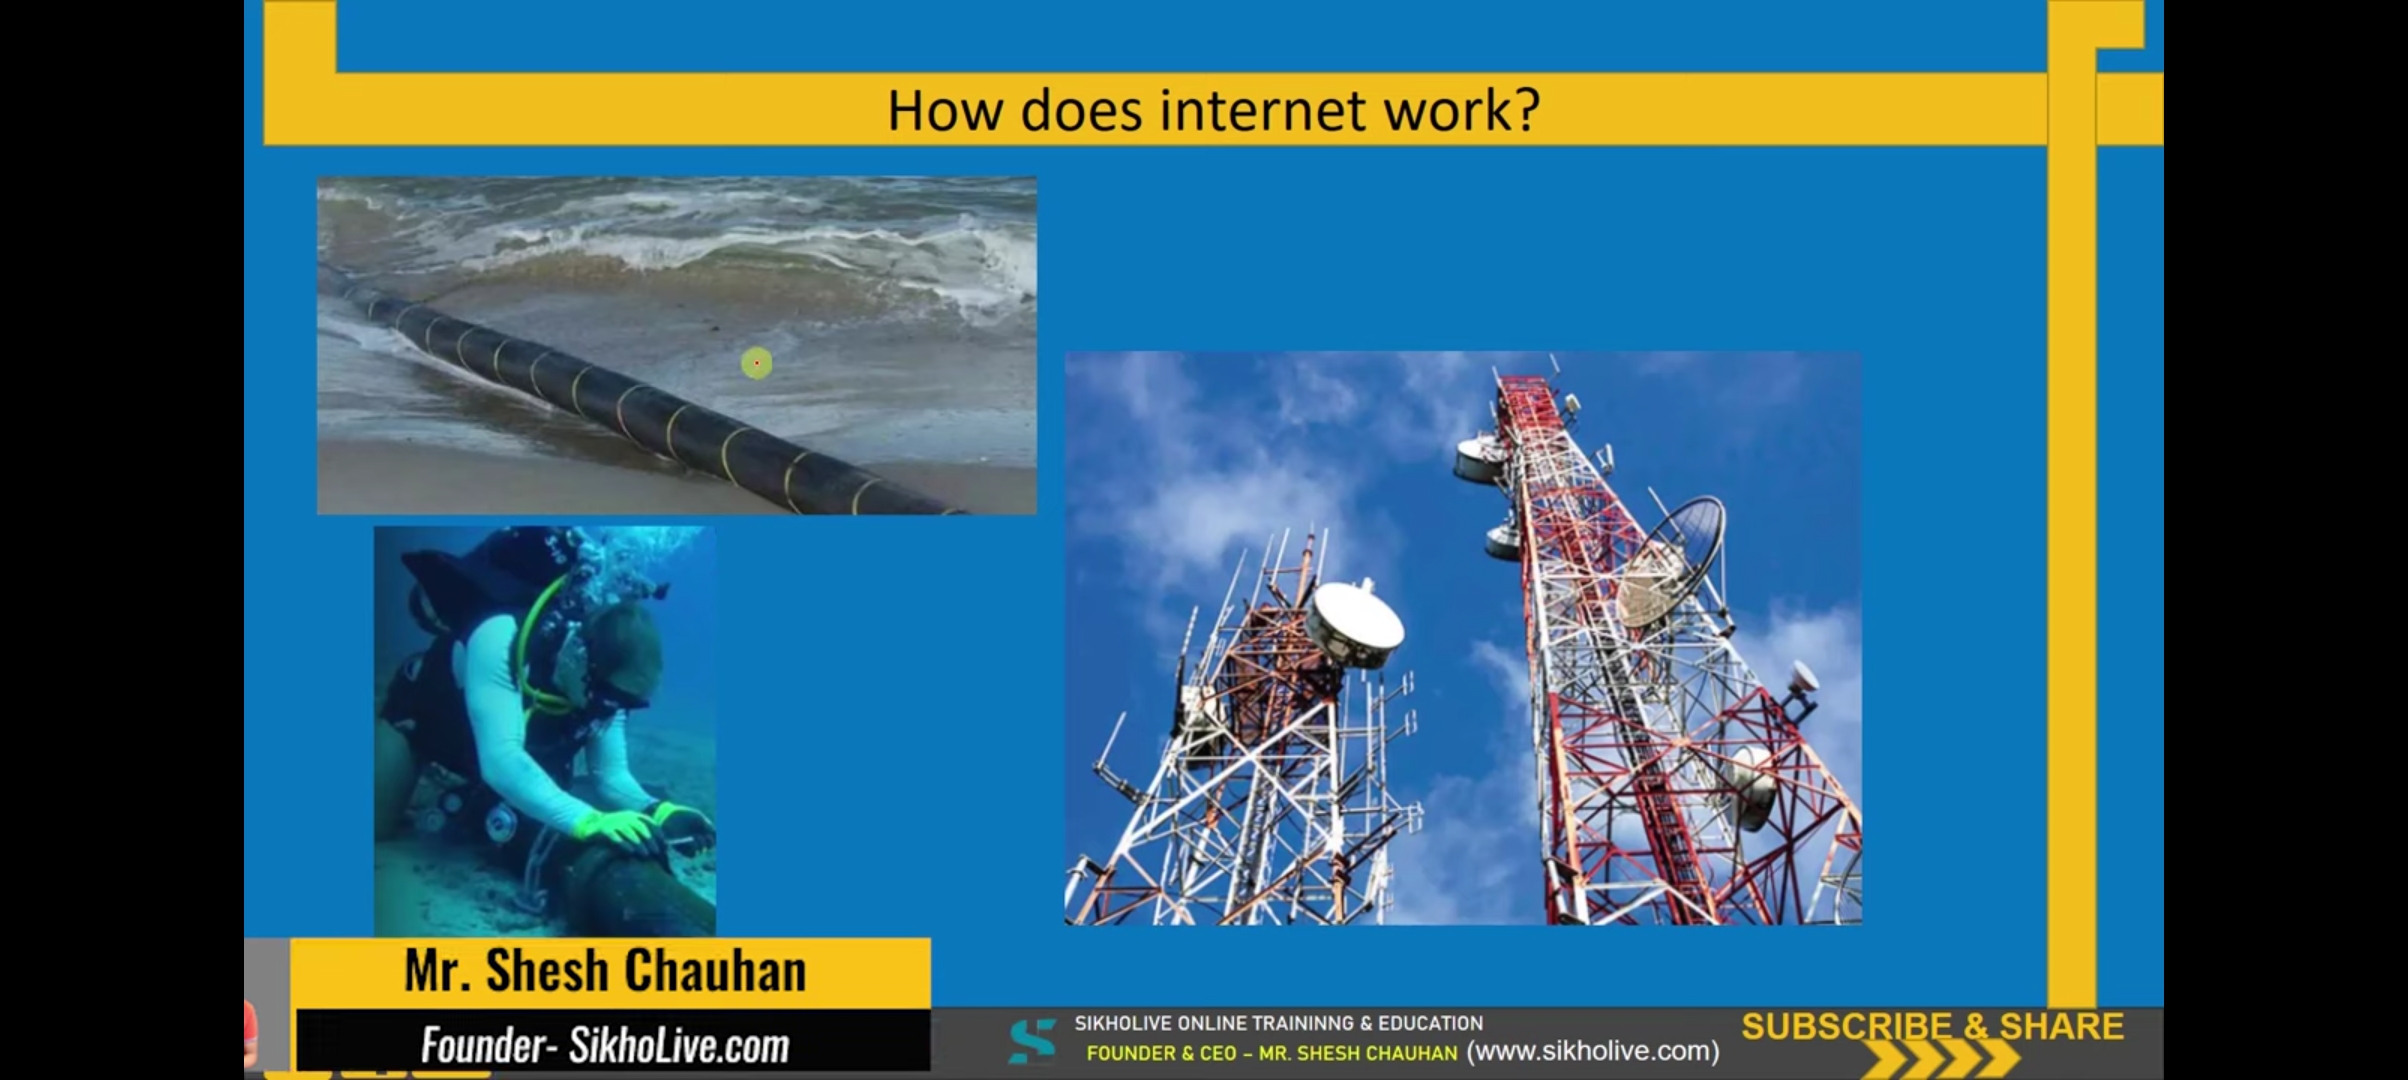 How does internet work?
Mr. Shesh Chauhan
Founder- SikhoLive.com
SIKHOLIVE ONLINE TRAININNG & EDUCATION
FOUNDER & CEO – MR. SHESH CHAUHAN (www.sikholive.com)
SUBSCRIBE & SHARE